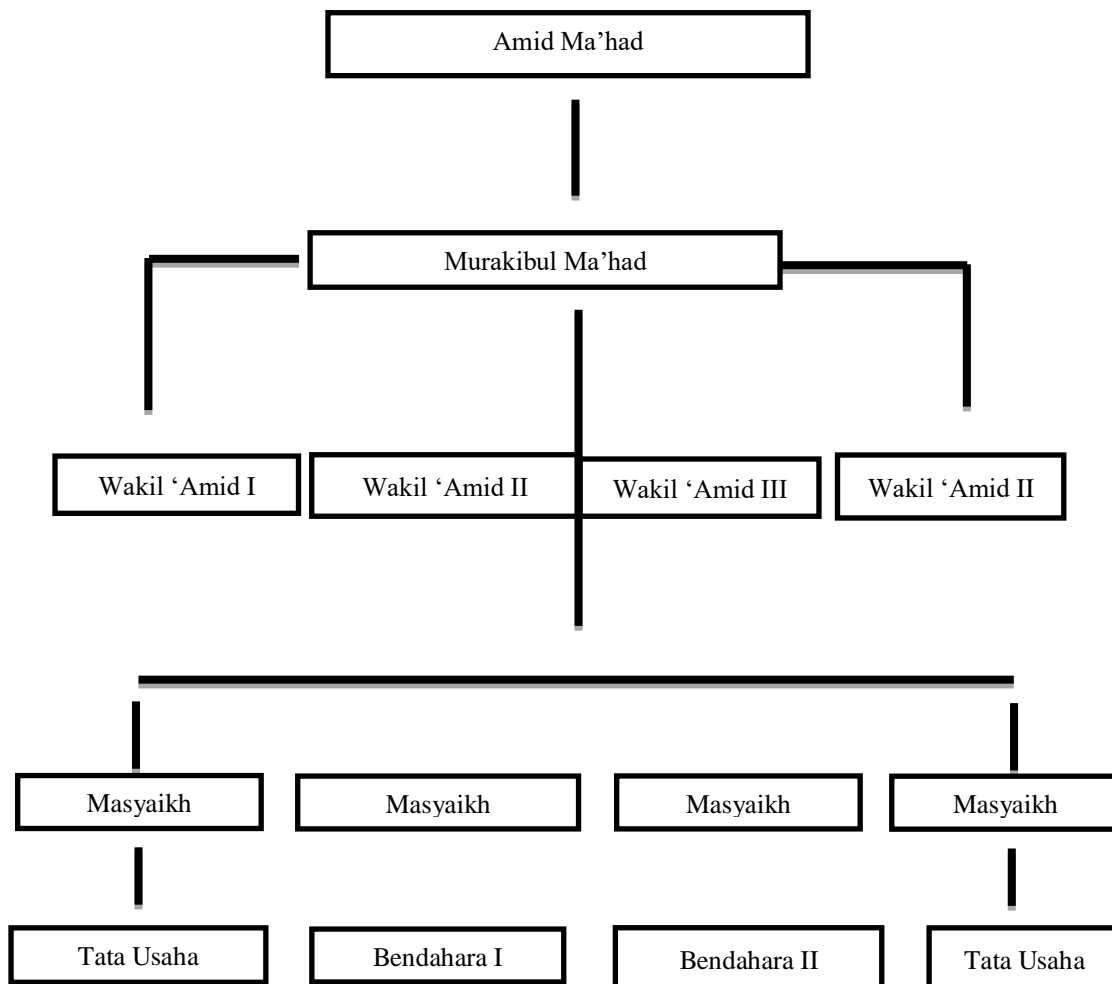 Amid Ma’had
Murakibul Ma’had
Wakil ‘Amid I
Wakil ‘Amid II
Wakil ‘Amid III
Wakil ‘Amid II
Masyaikh
Masyaikh
Masyaikh
Masyaikh
Tata Usaha
Bendahara I
Bendahara II
Tata Usaha